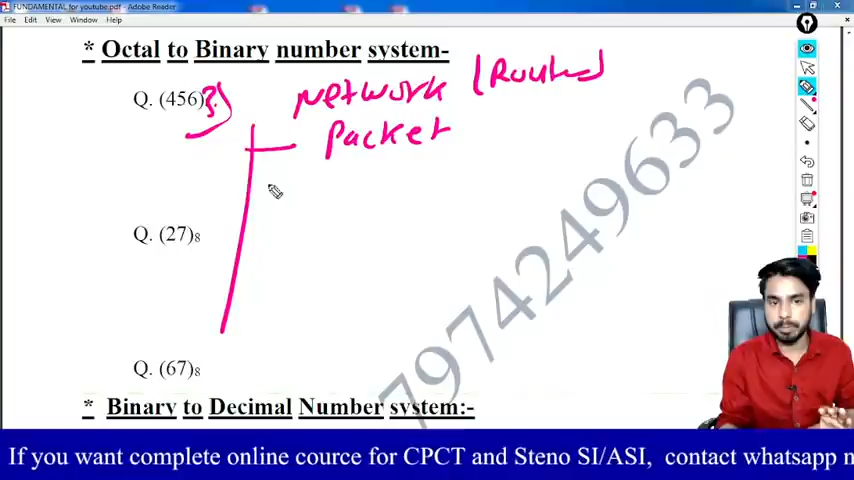 FUNDAMENTAL for youtube.pdf - Adobe Reader
File Edit View Window Help
* Octal to Binary number system-
Q. (456)
3)
Network (Router)
Packet
Q. (27)₈
Q. (67)₈
7974249633
* Binary to Decimal Number system:-
If you want complete online cource for CPCT and Steno SI/ASI, contact whatsapp n